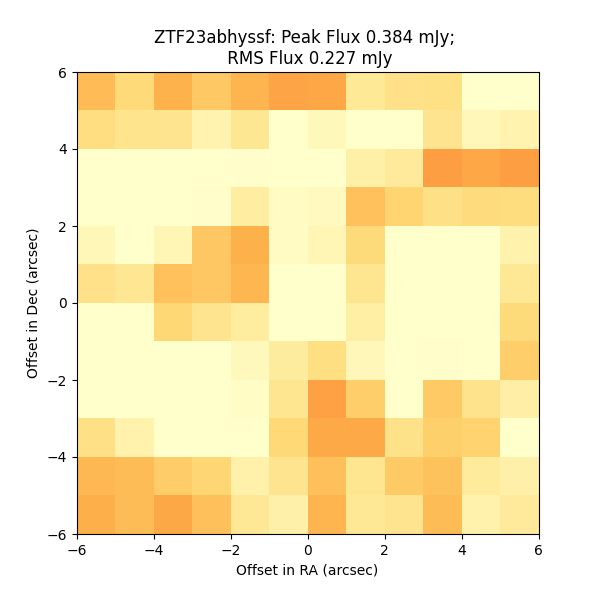 ZTF23abhyssf: Peak Flux 0.384 mJy;
RMS Flux 0.227 mJy
6
4
2
0
−2
−4
−6
Offset in Dec (arcsec)
−6 −4 −2 0 2 4 6
Offset in RA (arcsec)